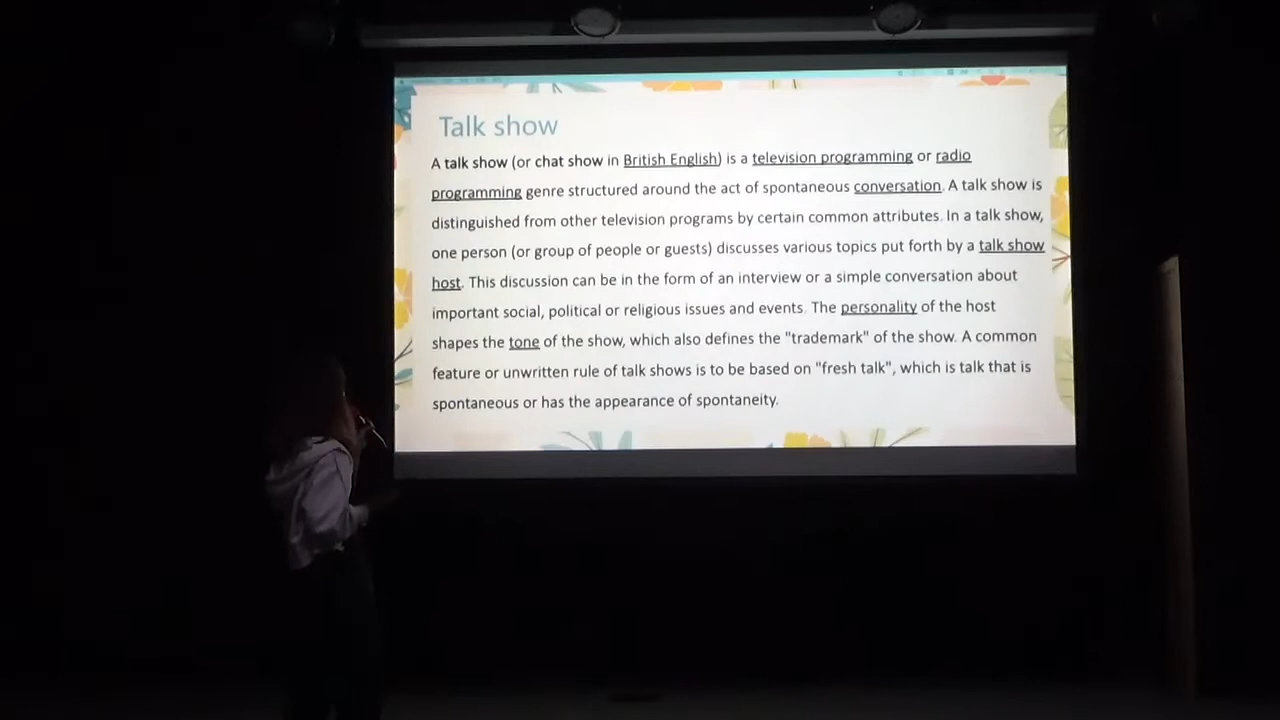 Talk show
A talk show (or chat show in British English) is a television programming or radio
programming genre structured around the act of spontaneous conversation. A talk show is
distinguished from other television programs by certain common attributes. In a talk show,
one person (or group of people or guests) discusses various topics put forth by a talk show
host. This discussion can be in the form of an interview or a simple conversation about
important social, political or religious issues and events. The personality of the host
shapes the tone of the show, which also defines the "trademark" of the show. A common
feature or unwritten rule of talk shows is to be based on "fresh talk", which is talk that is
spontaneous or has the appearance of spontaneity.